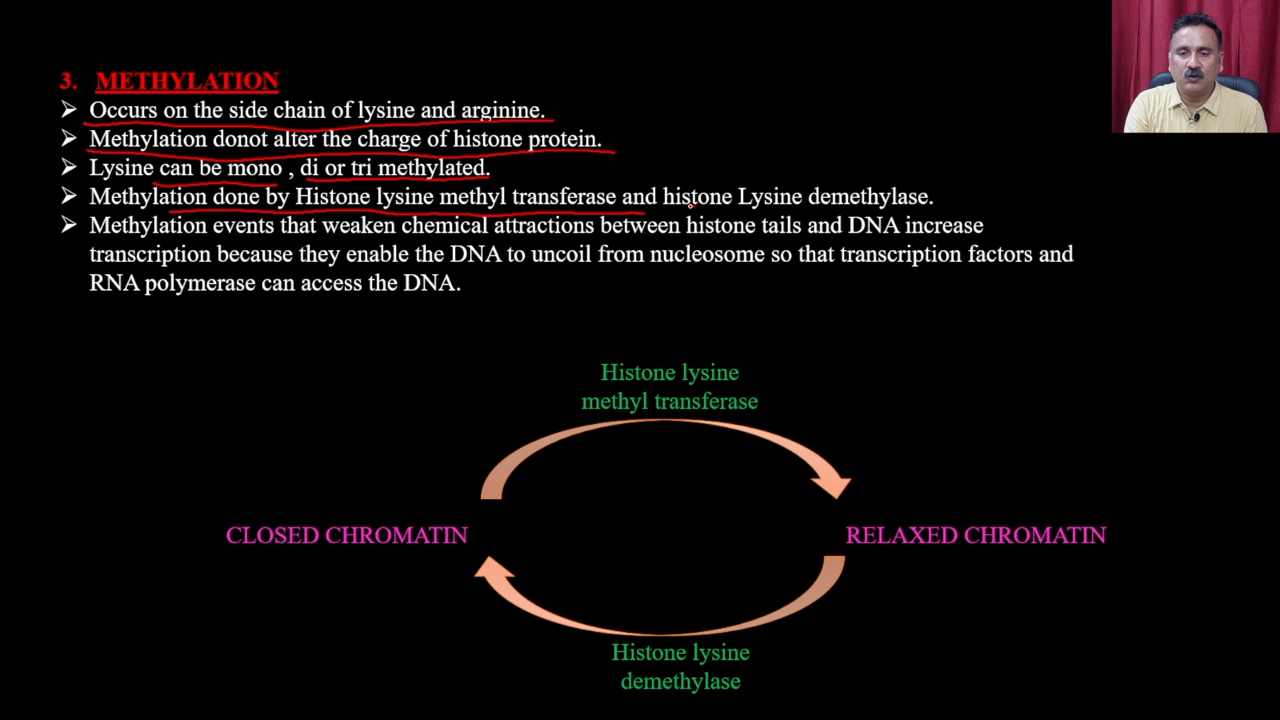 3. METHYLATION
➢ Occurs on the side chain of lysine and arginine.
➢ Methylation donot alter the charge of histone protein.
➢ Lysine can be mono , di or tri methylated.
➢ Methylation done by Histone lysine methyl transferase and histone Lysine demethylase.
➢ Methylation events that weaken chemical attractions between histone tails and DNA increase
transcription because they enable the DNA to uncoil from nucleosome so that transcription factors and
RNA polymerase can access the DNA.
Histone lysine
methyl transferase
CLOSED CHROMATIN
RELAXED CHROMATIN
Histone lysine
demethylase